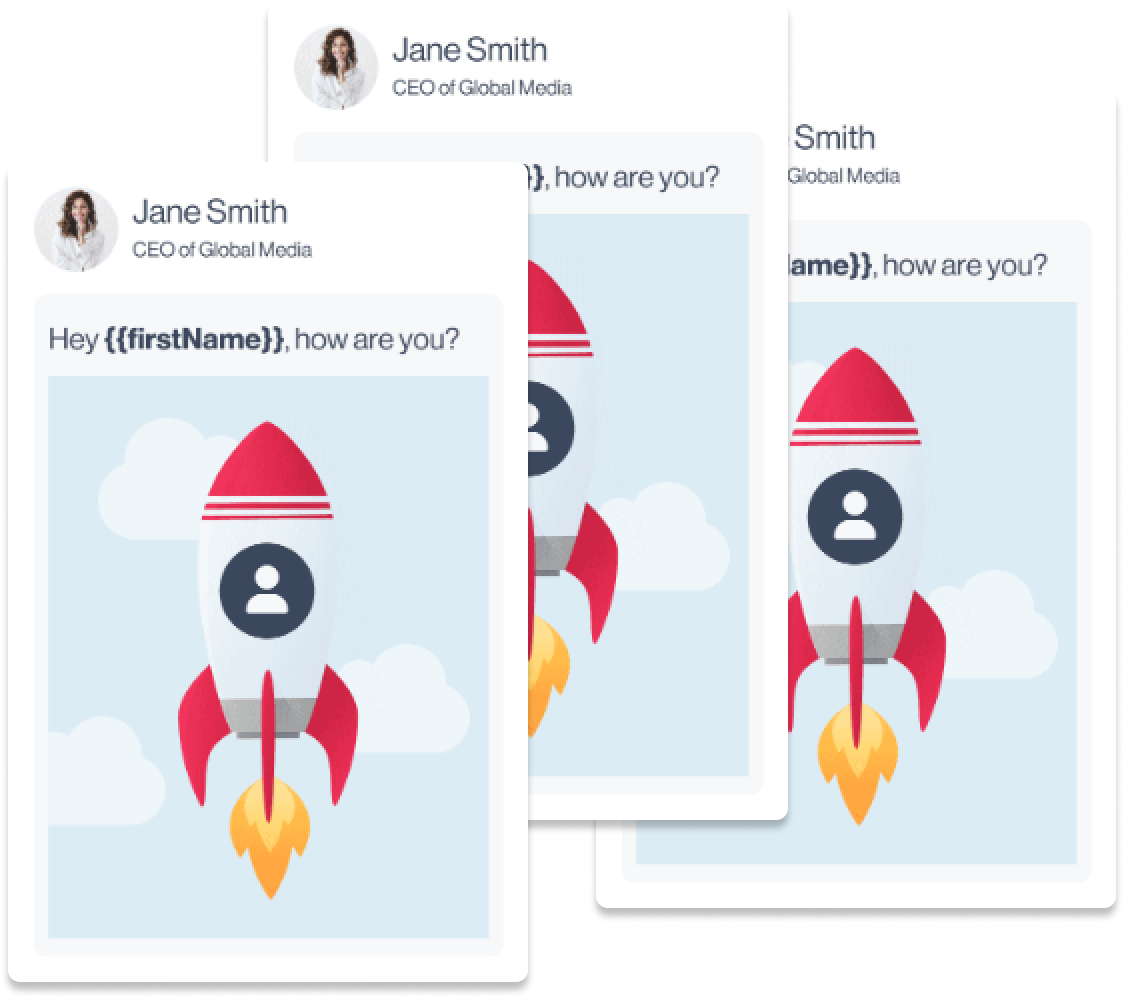 Jane Smith
CEO of Global Media
Smith
Global Media
}}, how are you?
Jane Smith
CEO of Global Media
ame}}, how are you?
Hey {{firstName}}, how are you?